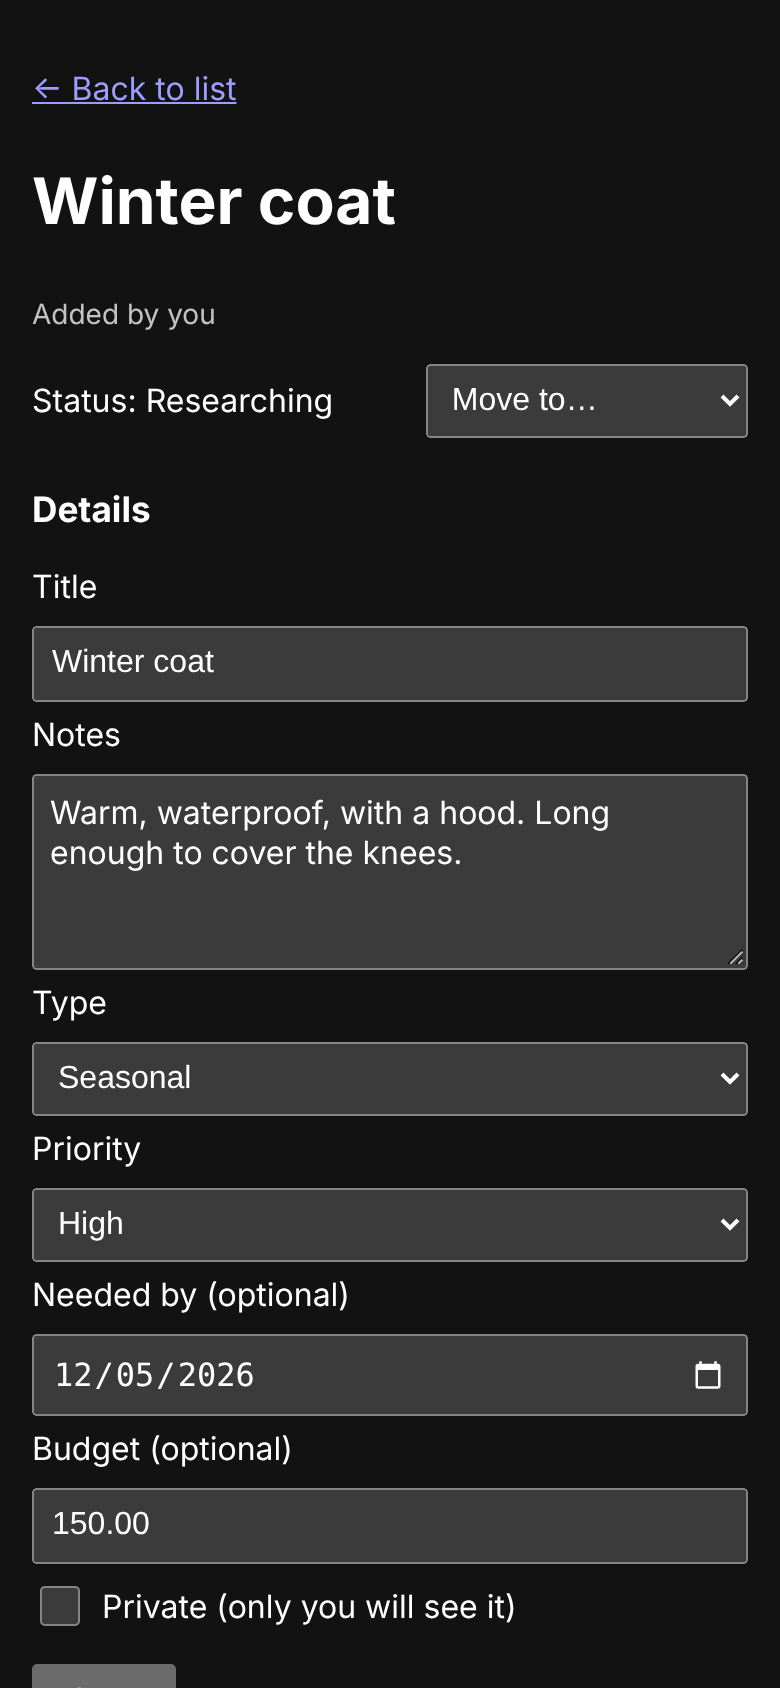 ← Back to list
Winter coat
Added by you
Status: Researching
Move to…
Details
Title
Winter coat
Notes
Warm, waterproof, with a hood. Long
enough to cover the knees.
Type
Seasonal
Priority
High
Needed by (optional)
12/05/2026
Budget (optional)
150.00
Private (only you will see it)